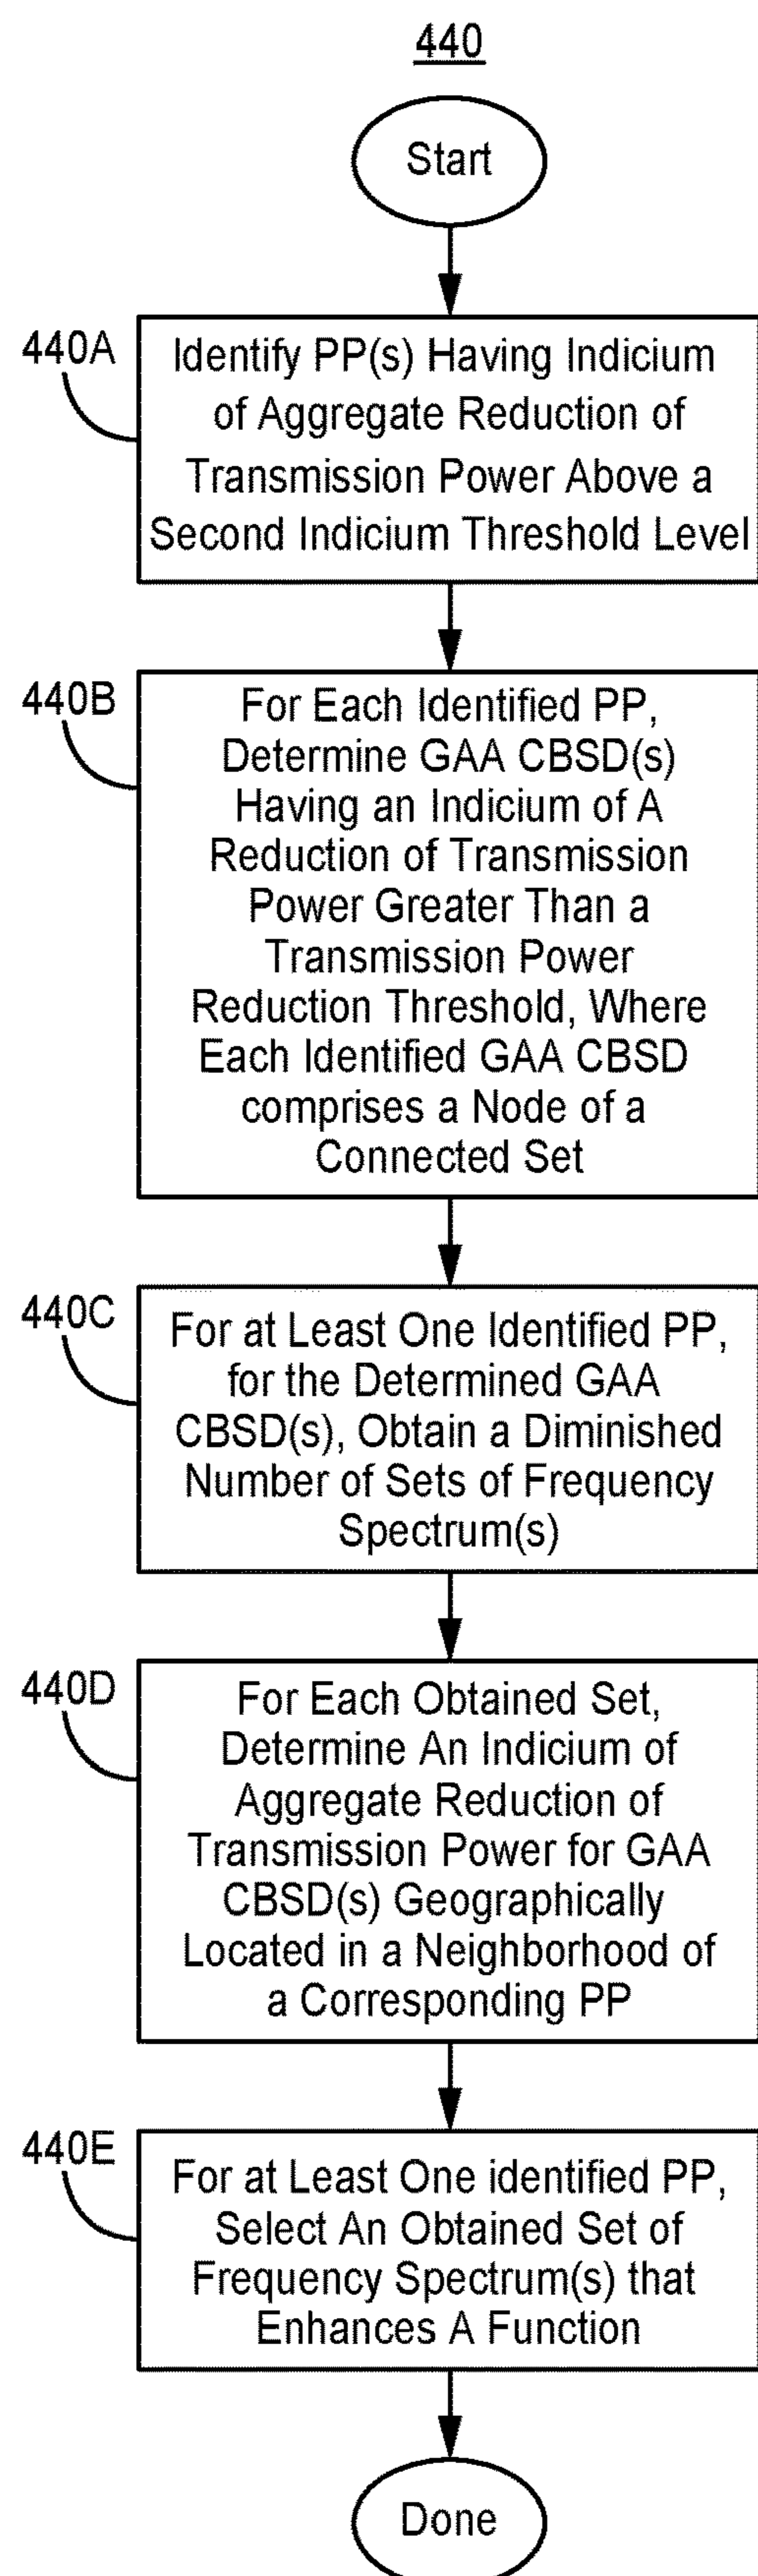 440
Start
440A
Identify PP(s) Having Indicium
of Aggregate Reduction of
Transmission Power Above a
Second Indicium Threshold Level
440B
For Each Identified PP,
Determine GAA CBSD(s)
Having an Indicium of A
Reduction of Transmission
Power Greater Than a
Transmission Power
Reduction Threshold, Where
Each Identified GAA CBSD
comprises a Node of a
Connected Set
440C
For at Least One Identified PP,
for the Determined GAA
CBSD(s), Obtain a Diminished
Number of Sets of Frequency
Spectrum(s)
440D
For Each Obtained Set,
Determine An Indicium of
Aggregate Reduction of
Transmission Power for GAA
CBSD(s) Geographically
Located in a Neighborhood of
a Corresponding PP
440E
For at Least One identified PP,
Select An Obtained Set of
Frequency Spectrum(s) that
Enhances A Function
Done